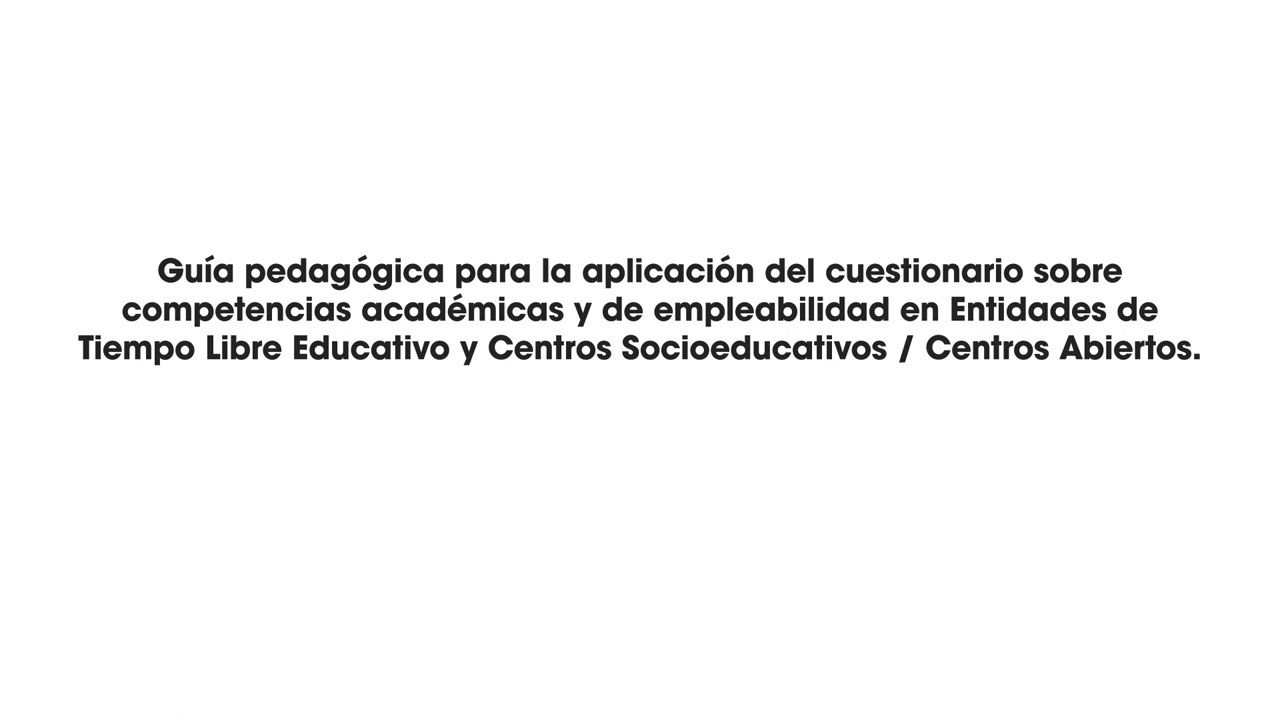 Guía pedagógica para la aplicación del cuestionario sobre
competencias académicas y de empleabilidad en Entidades de
Tiempo Libre Educativo y Centros Socioeducativos / Centros Abiertos.